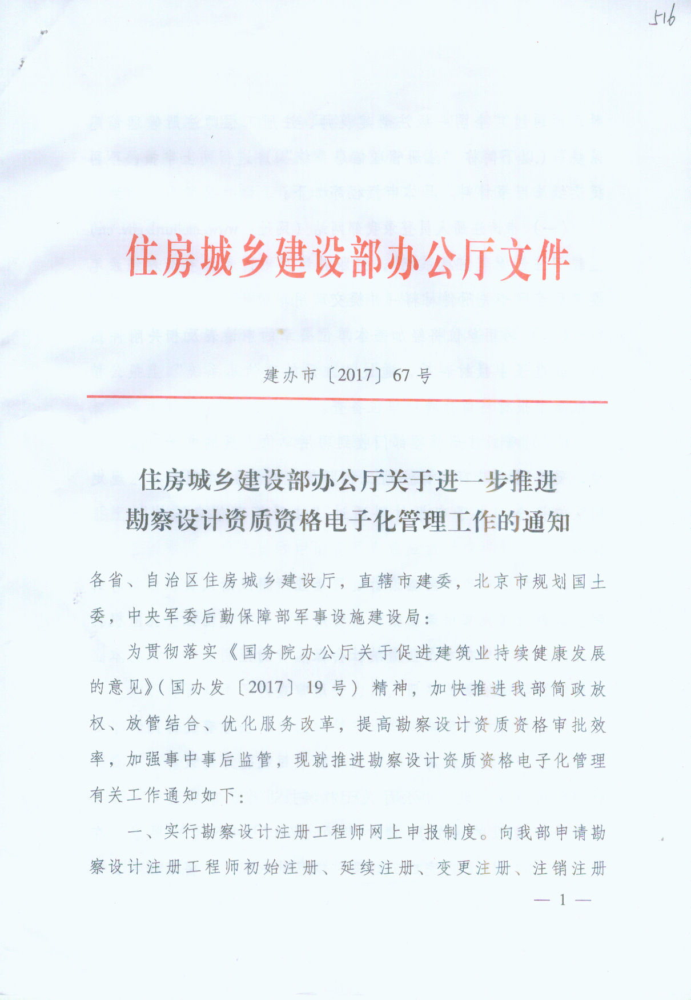 516
住房城乡建设部办公厅文件
建办市〔2017〕67号
住房城乡建设部办公厅关于进一步推进
勘察设计资质资格电子化管理工作的通知
各省、自治区住房城乡建设厅，直辖市建委，北京市规划国土
委，中央军委后勤保障部军事设施建设局：
为贯彻落实《国务院办公厅关于促进建筑业持续健康发展
的意见》（国办发〔2017〕19号）精神，加快推进我部简政放
权、放管结合、优化服务改革，提高勘察设计资质资格审批效
率，加强事中事后监管，现就推进勘察设计资质资格电子化管理
有关工作通知如下：
一、实行勘察设计注册工程师网上申报制度。向我部申请勘
察设计注册工程师初始注册、延续注册、变更注册、注销注册
— 1 —